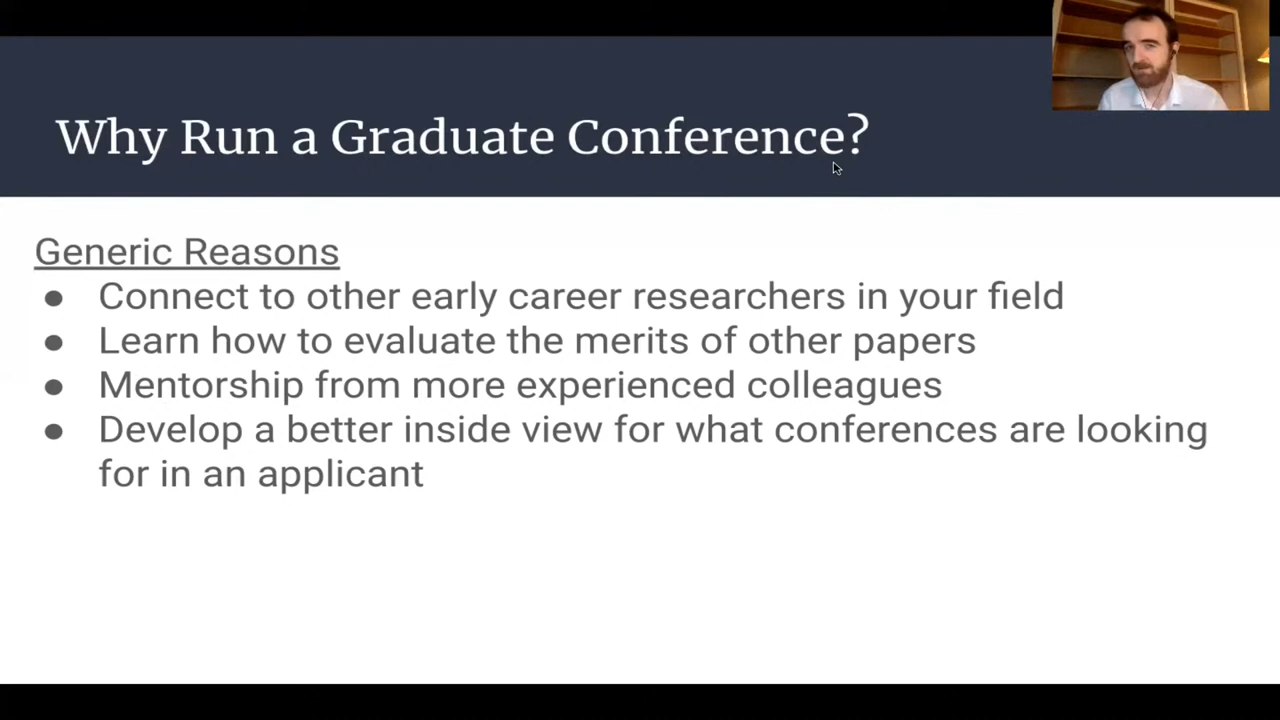 Why Run a Graduate Conference?
Generic Reasons
● Connect to other early career researchers in your field
● Learn how to evaluate the merits of other papers
● Mentorship from more experienced colleagues
● Develop a better inside view for what conferences are looking
for in an applicant